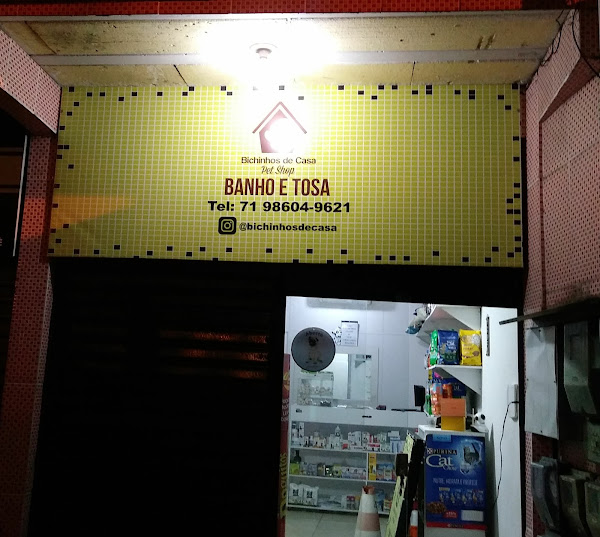 Bichinhos de Casa
Pet Shop
BANHO E TOSA
Tel: 71 98604-9621
@bichinhosdecasa
PURINA
Cat